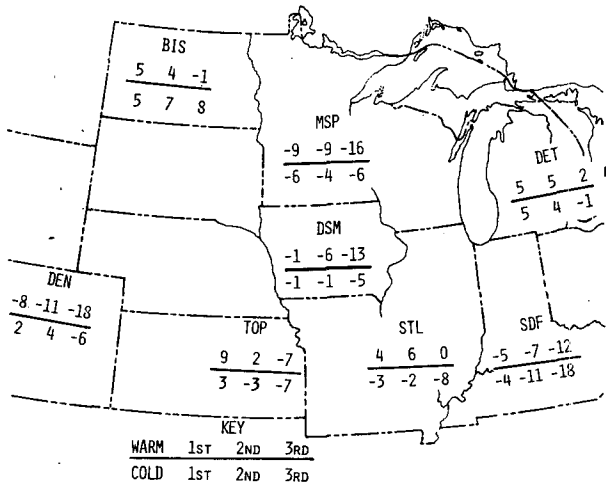 BIS
5 4 -1
5 7 8
MSP
-9 -9 -16
-6 -4 -6
DET
5 5 2
5 4 -1
DSM
-1 -6 -13
-1 -1 -5
DEN
-8 -11 -18
2 4 -6
TOP
9 2 -7
3 -3 -7
STL
4 6 0
-3 -2 -8
SDF
-5 -7 -12
-4 -11 -18
KEY
WARM 1ST 2ND 3RD
COLD 1ST 2ND 3RD